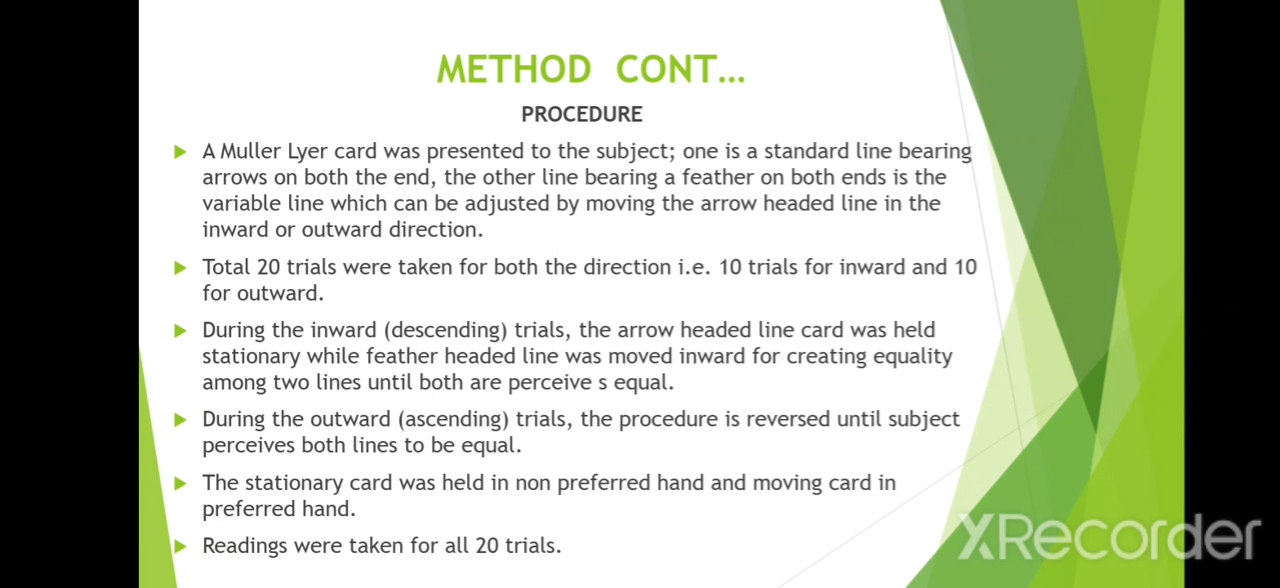 METHOD CONT...
PROCEDURE
A Muller Lyer card was presented to the subject; one is a standard line bearing
arrows on both the end, the other line bearing a feather on both ends is the
variable line which can be adjusted by moving the arrow headed line in the
inward or outward direction.
Total 20 trials were taken for both the direction i.e. 10 trials for inward and 10
for outward.
During the inward (descending) trials, the arrow headed line card was held
stationary while feather headed line was moved inward for creating equality
among two lines until both are perceive s equal.
During the outward (ascending) trials, the procedure is reversed until subject
perceives both lines to be equal.
The stationary card was held in non preferred hand and moving card in
preferred hand.
Readings were taken for all 20 trials.
XRecorder